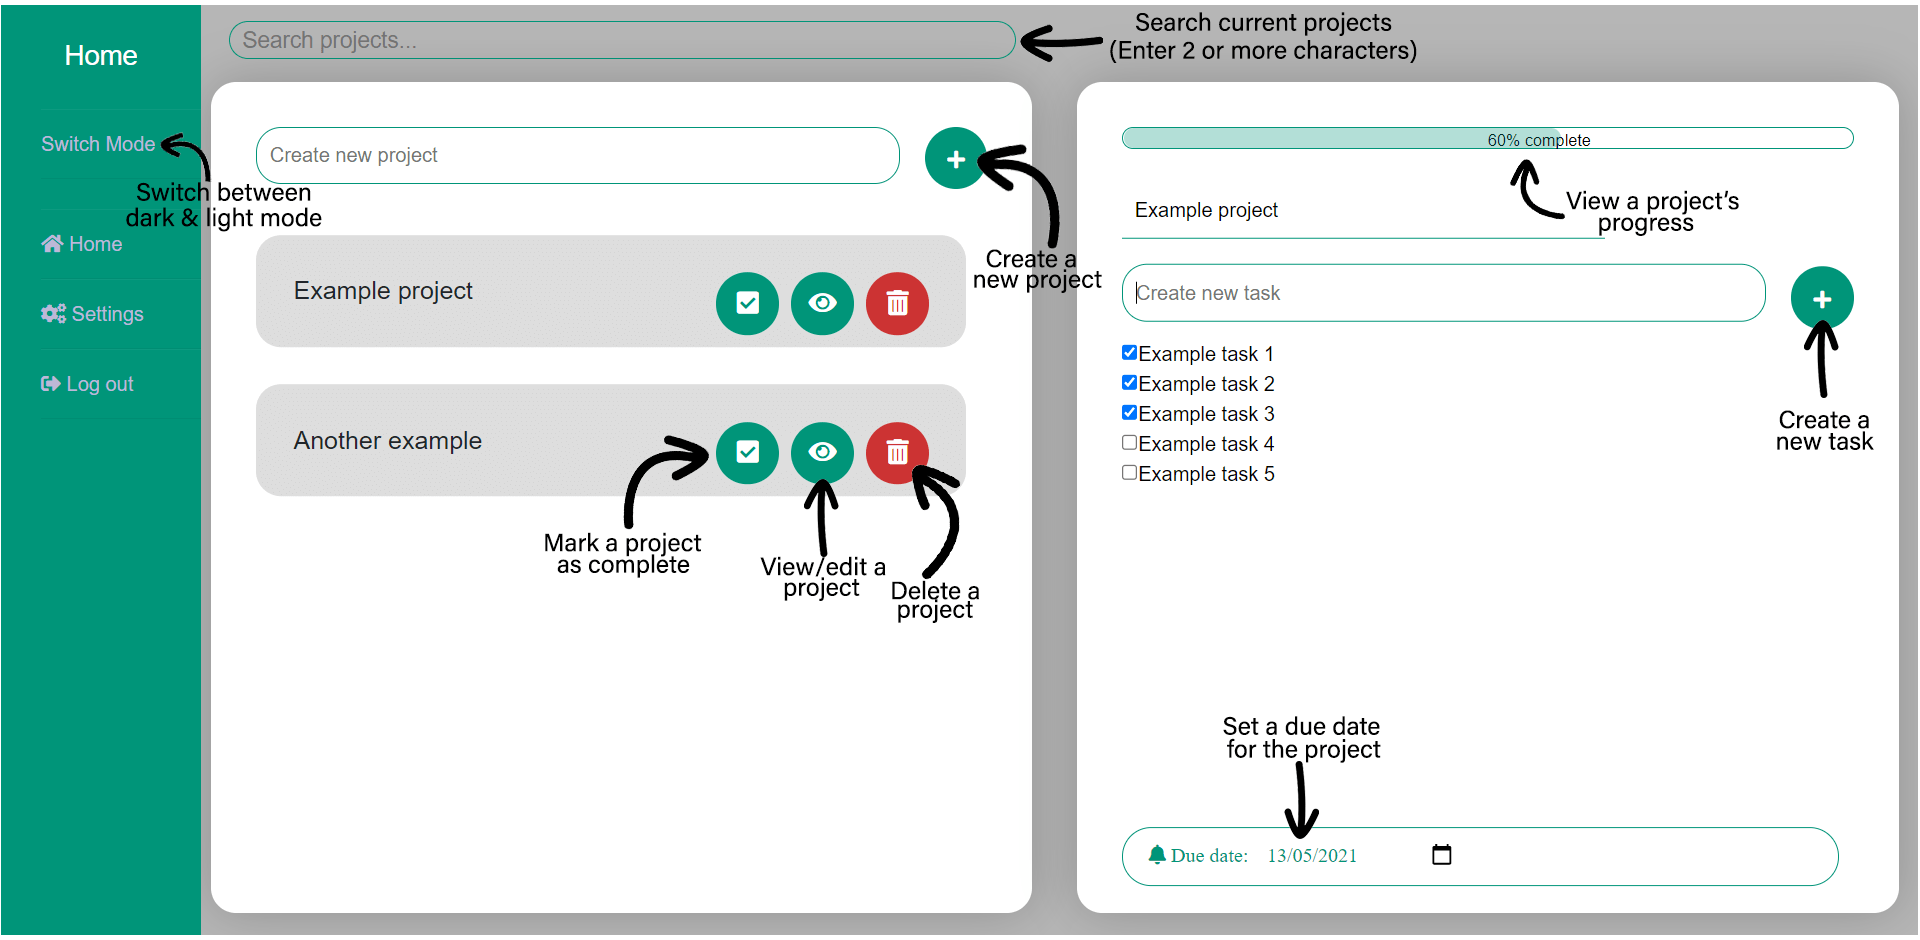 Home
Switch Mode
Switch between
dark & light mode
Home
Settings
Log out
Search projects...
Search current projects
(Enter 2 or more characters)
Create new project
Create a
new project
Example project
Another example
Mark a project
as complete
View/edit a
project
Delete a
project
60% complete
View a project's
progress
Example project
Create new task
Create a
new task
Example task 1
Example task 2
Example task 3
Example task 4
Example task 5
Set a due date
for the project
Due date: 13/05/2021